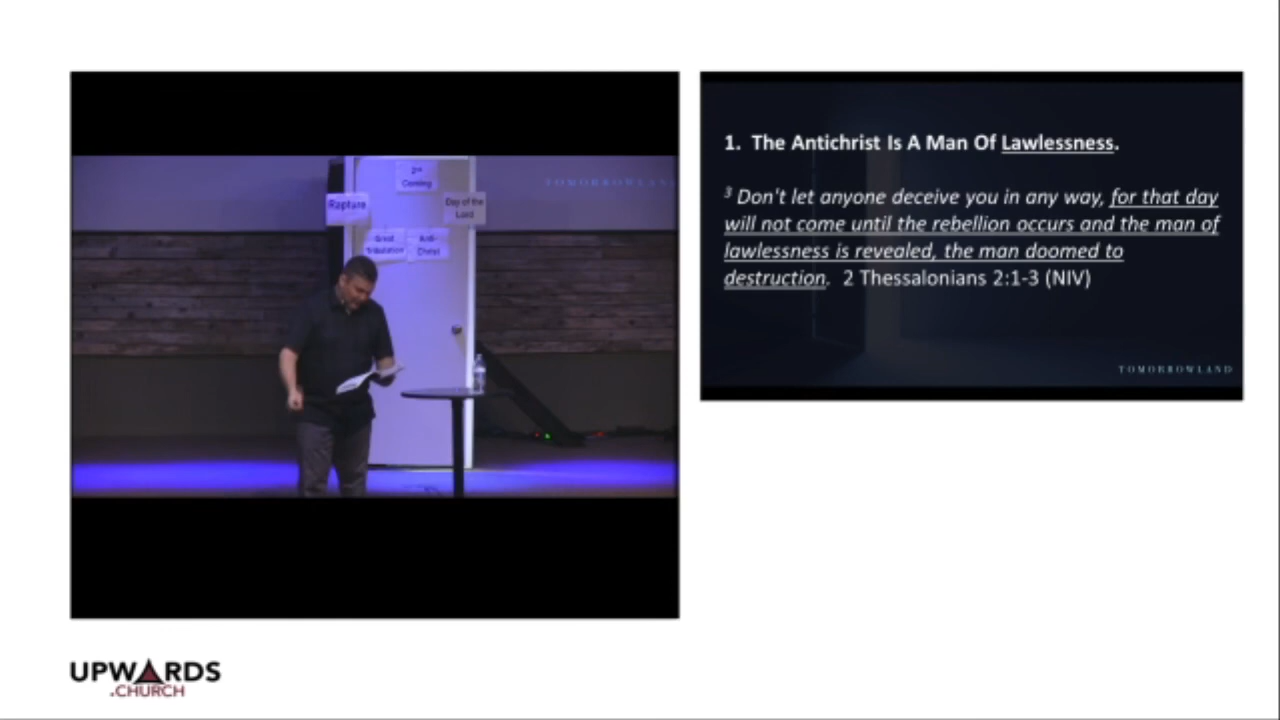 2nd
Coming
TOMORROWLAND
Rapture
Day of the
Lord
Great
Tribulation
Anti-
Christ
1. The Antichrist Is A Man Of Lawlessness.
3 Don't let anyone deceive you in any way, for that day
will not come until the rebellion occurs and the man of
lawlessness is revealed, the man doomed to
destruction. 2 Thessalonians 2:1-3 (NIV)
TOMORROWLAND
UPWARDS
.CHURCH